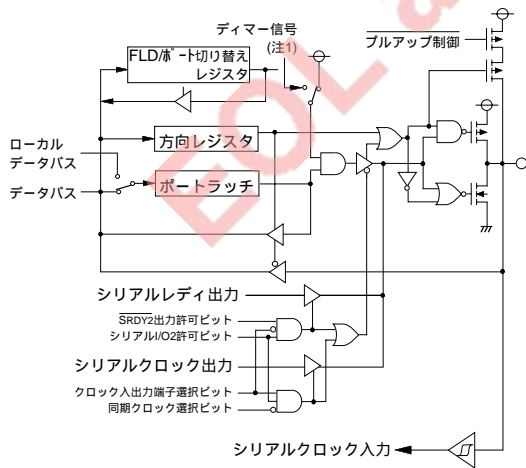 ディマー信号
(注1)
プルアップ制御
FLD/ポート切り替え
レジスタ
ローカル
データバス
データバス
方向レジスタ
ポートラッチ
シリアルレディ出力
SRDY2出力許可ビット
シリアルI/O2許可ビット
シリアルクロック出力
クロック入出力端子選択ビット
同期クロック選択ビット
シリアルクロック入力